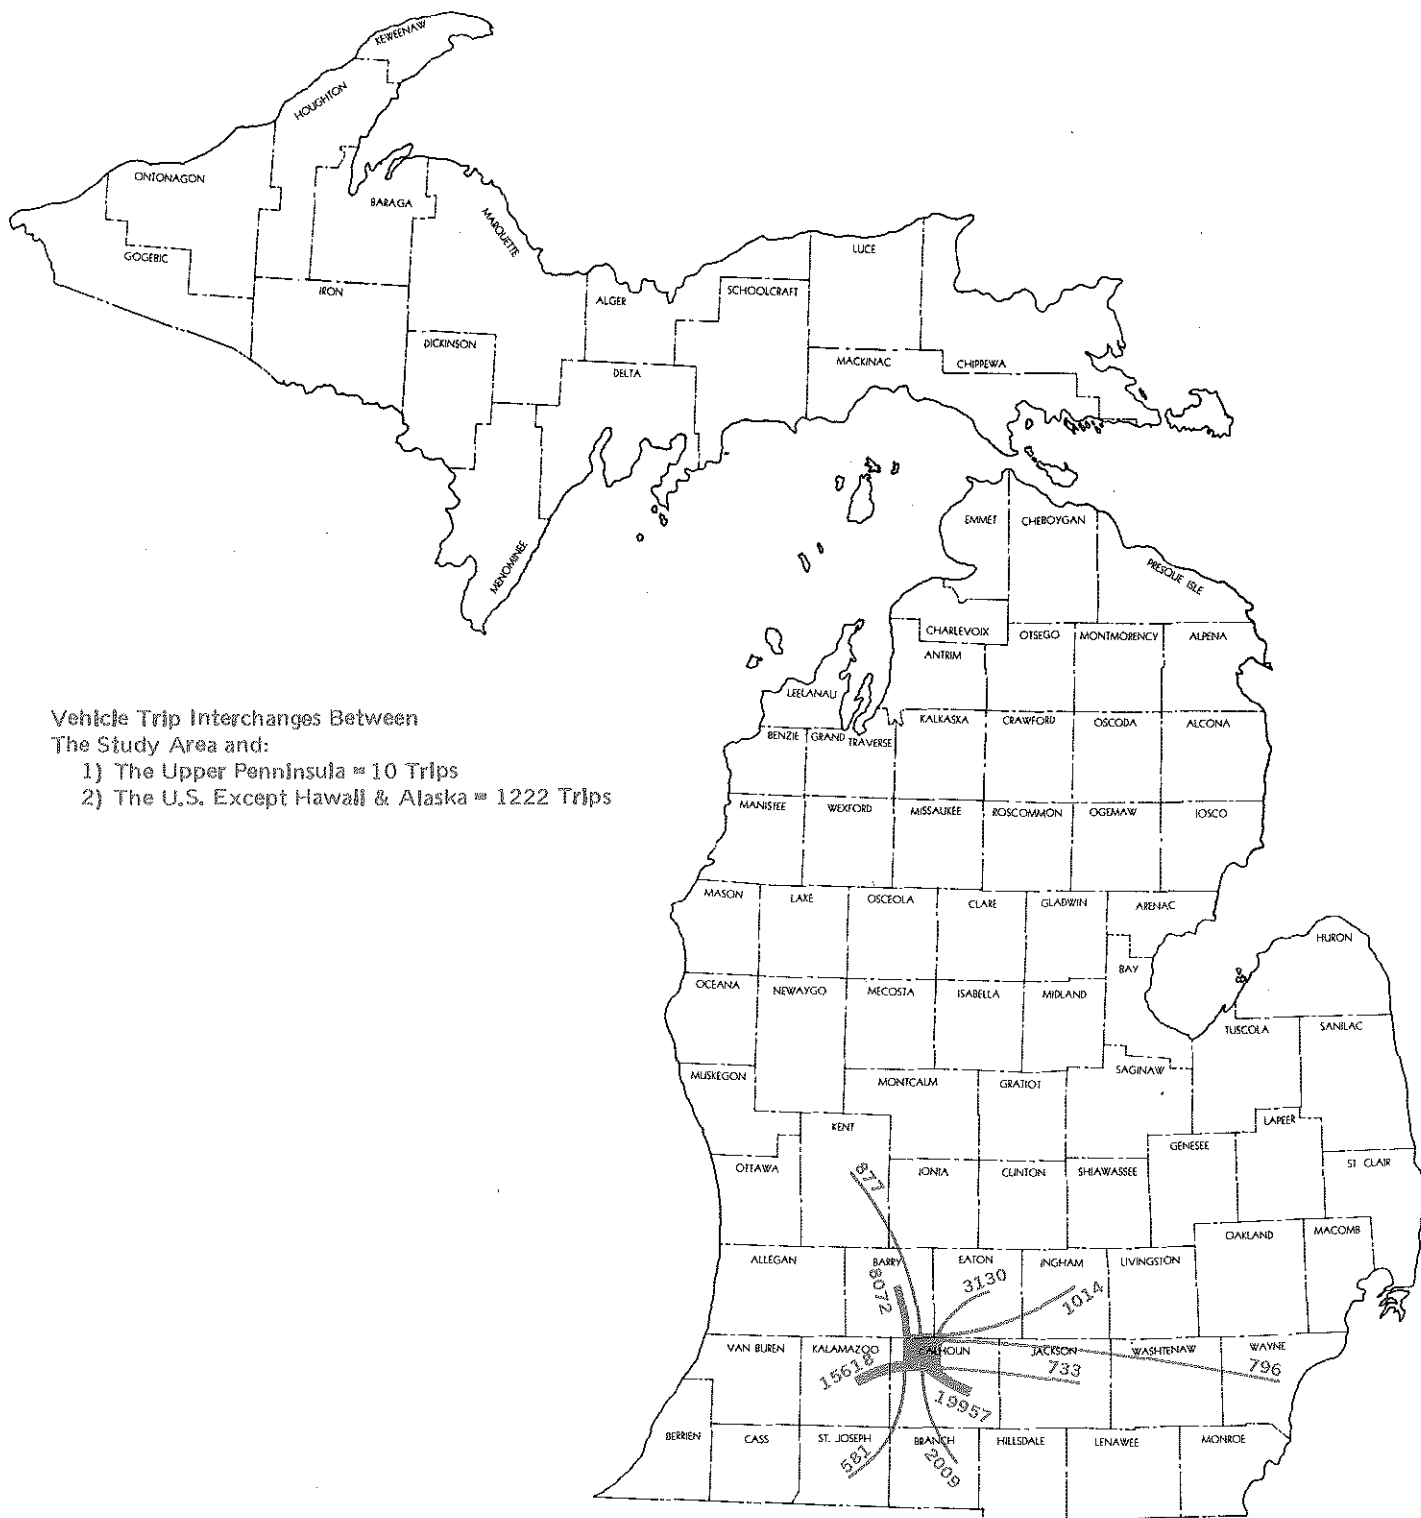 KEWEENAW
HOUGHTON
ONTONAGON
BARAGA
MARQUETTE
GOGEBIC
IRON
LUCE
ALGER
SCHOOLCRAFT
DICKINSON
DELTA
MACKINAC
CHIPPEWA
MENOMINEE
EMMET
CHEBOYGAN
PRESQUE ISLE
CHARLEVOIX
OTSEGO
MONTMORENCY
ALPENA
ANTRIM
LEELANAU
Vehicle Trip Interchanges Between
The Study Area and:
1) The Upper Penninsula = 10 Trips
2) The U.S. Except Hawaii & Alaska = 1222 Trips
BENZIE
GRAND TRAVERSE
KALKASKA
CRAWFORD
OSCODA
ALCONA
MANISTEE
WEXFORD
MISSAUKEE
ROSCOMMON
OGEMAW
IOSCO
MASON
LAKE
OSCEOLA
CLARE
GLADWIN
ARENAC
HURON
BAY
OCEANA
NEWAYGO
MECOSTA
ISABELLA
MIDLAND
TUSCOLA
SANILAC
MUSKEGON
MONTCALM
GRATIOT
SAGINAW
KENT
LAPEER
GENESEE
OTTAWA
877
IONIA
CLINTON
SHIAWASSEE
ST CLAIR
OAKLAND
MACOMB
ALLEGAN
BARRY
8072
EATON
3130
INGHAM
1014
LIVINGSTON
VAN BUREN
KALAMAZOO
15618
CALHOUN
19957
JACKSON
733
WASHTENAW
WAYNE
796
BERRIEN
CASS
ST. JOSEPH
581
BRANCH
2009
HILLSDALE
LENAWEE
MONROE